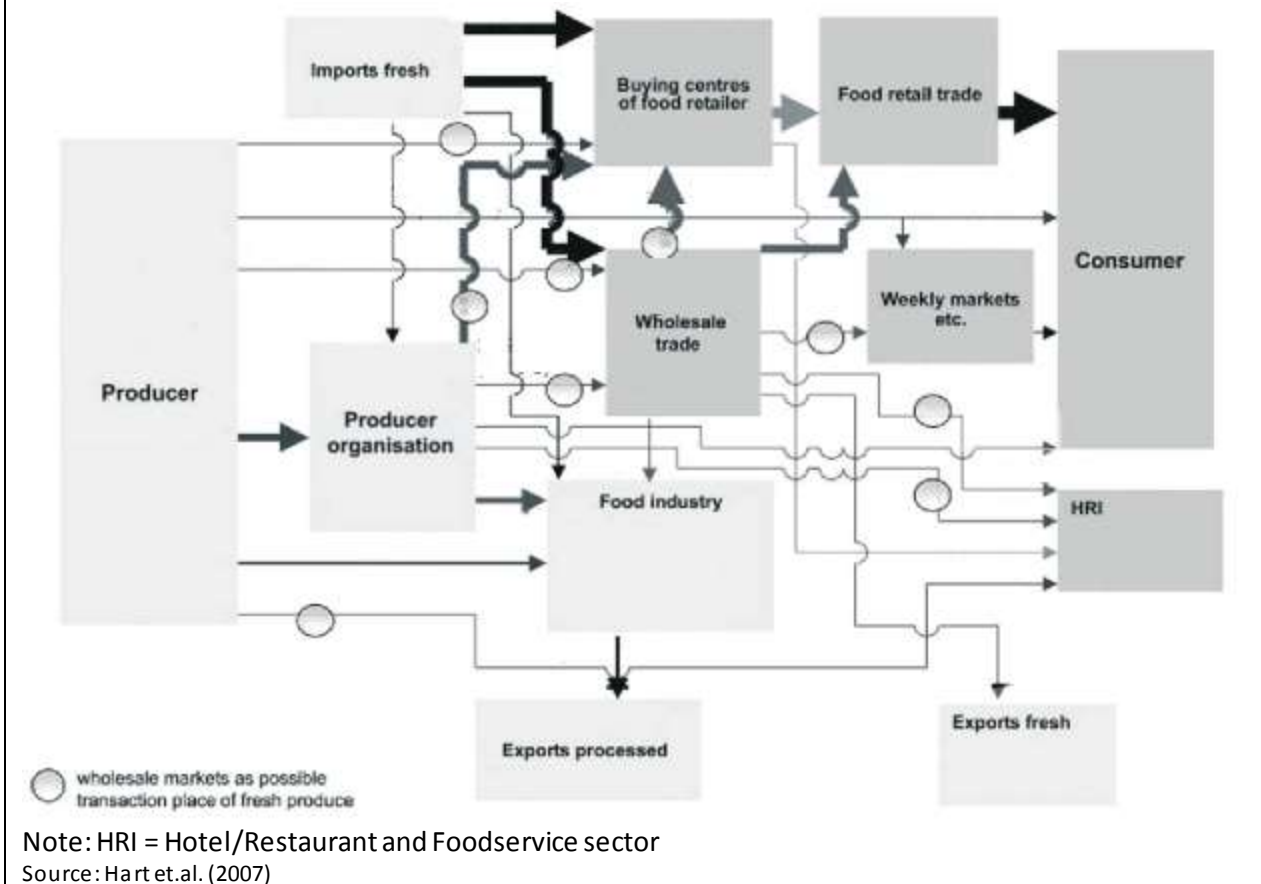 Imports fresh
Buying centres
of food retailer
Food retail trade
Consumer
Weekly markets
etc.
Wholesale
trade
Producer
Producer
organisation
Food industry
HRI
Exports processed
Exports fresh
wholesale markets as possible
transaction place of fresh produce
Note: HRI = Hotel/Restaurant and Foodservice sector
Source: Hart et.al. (2007)